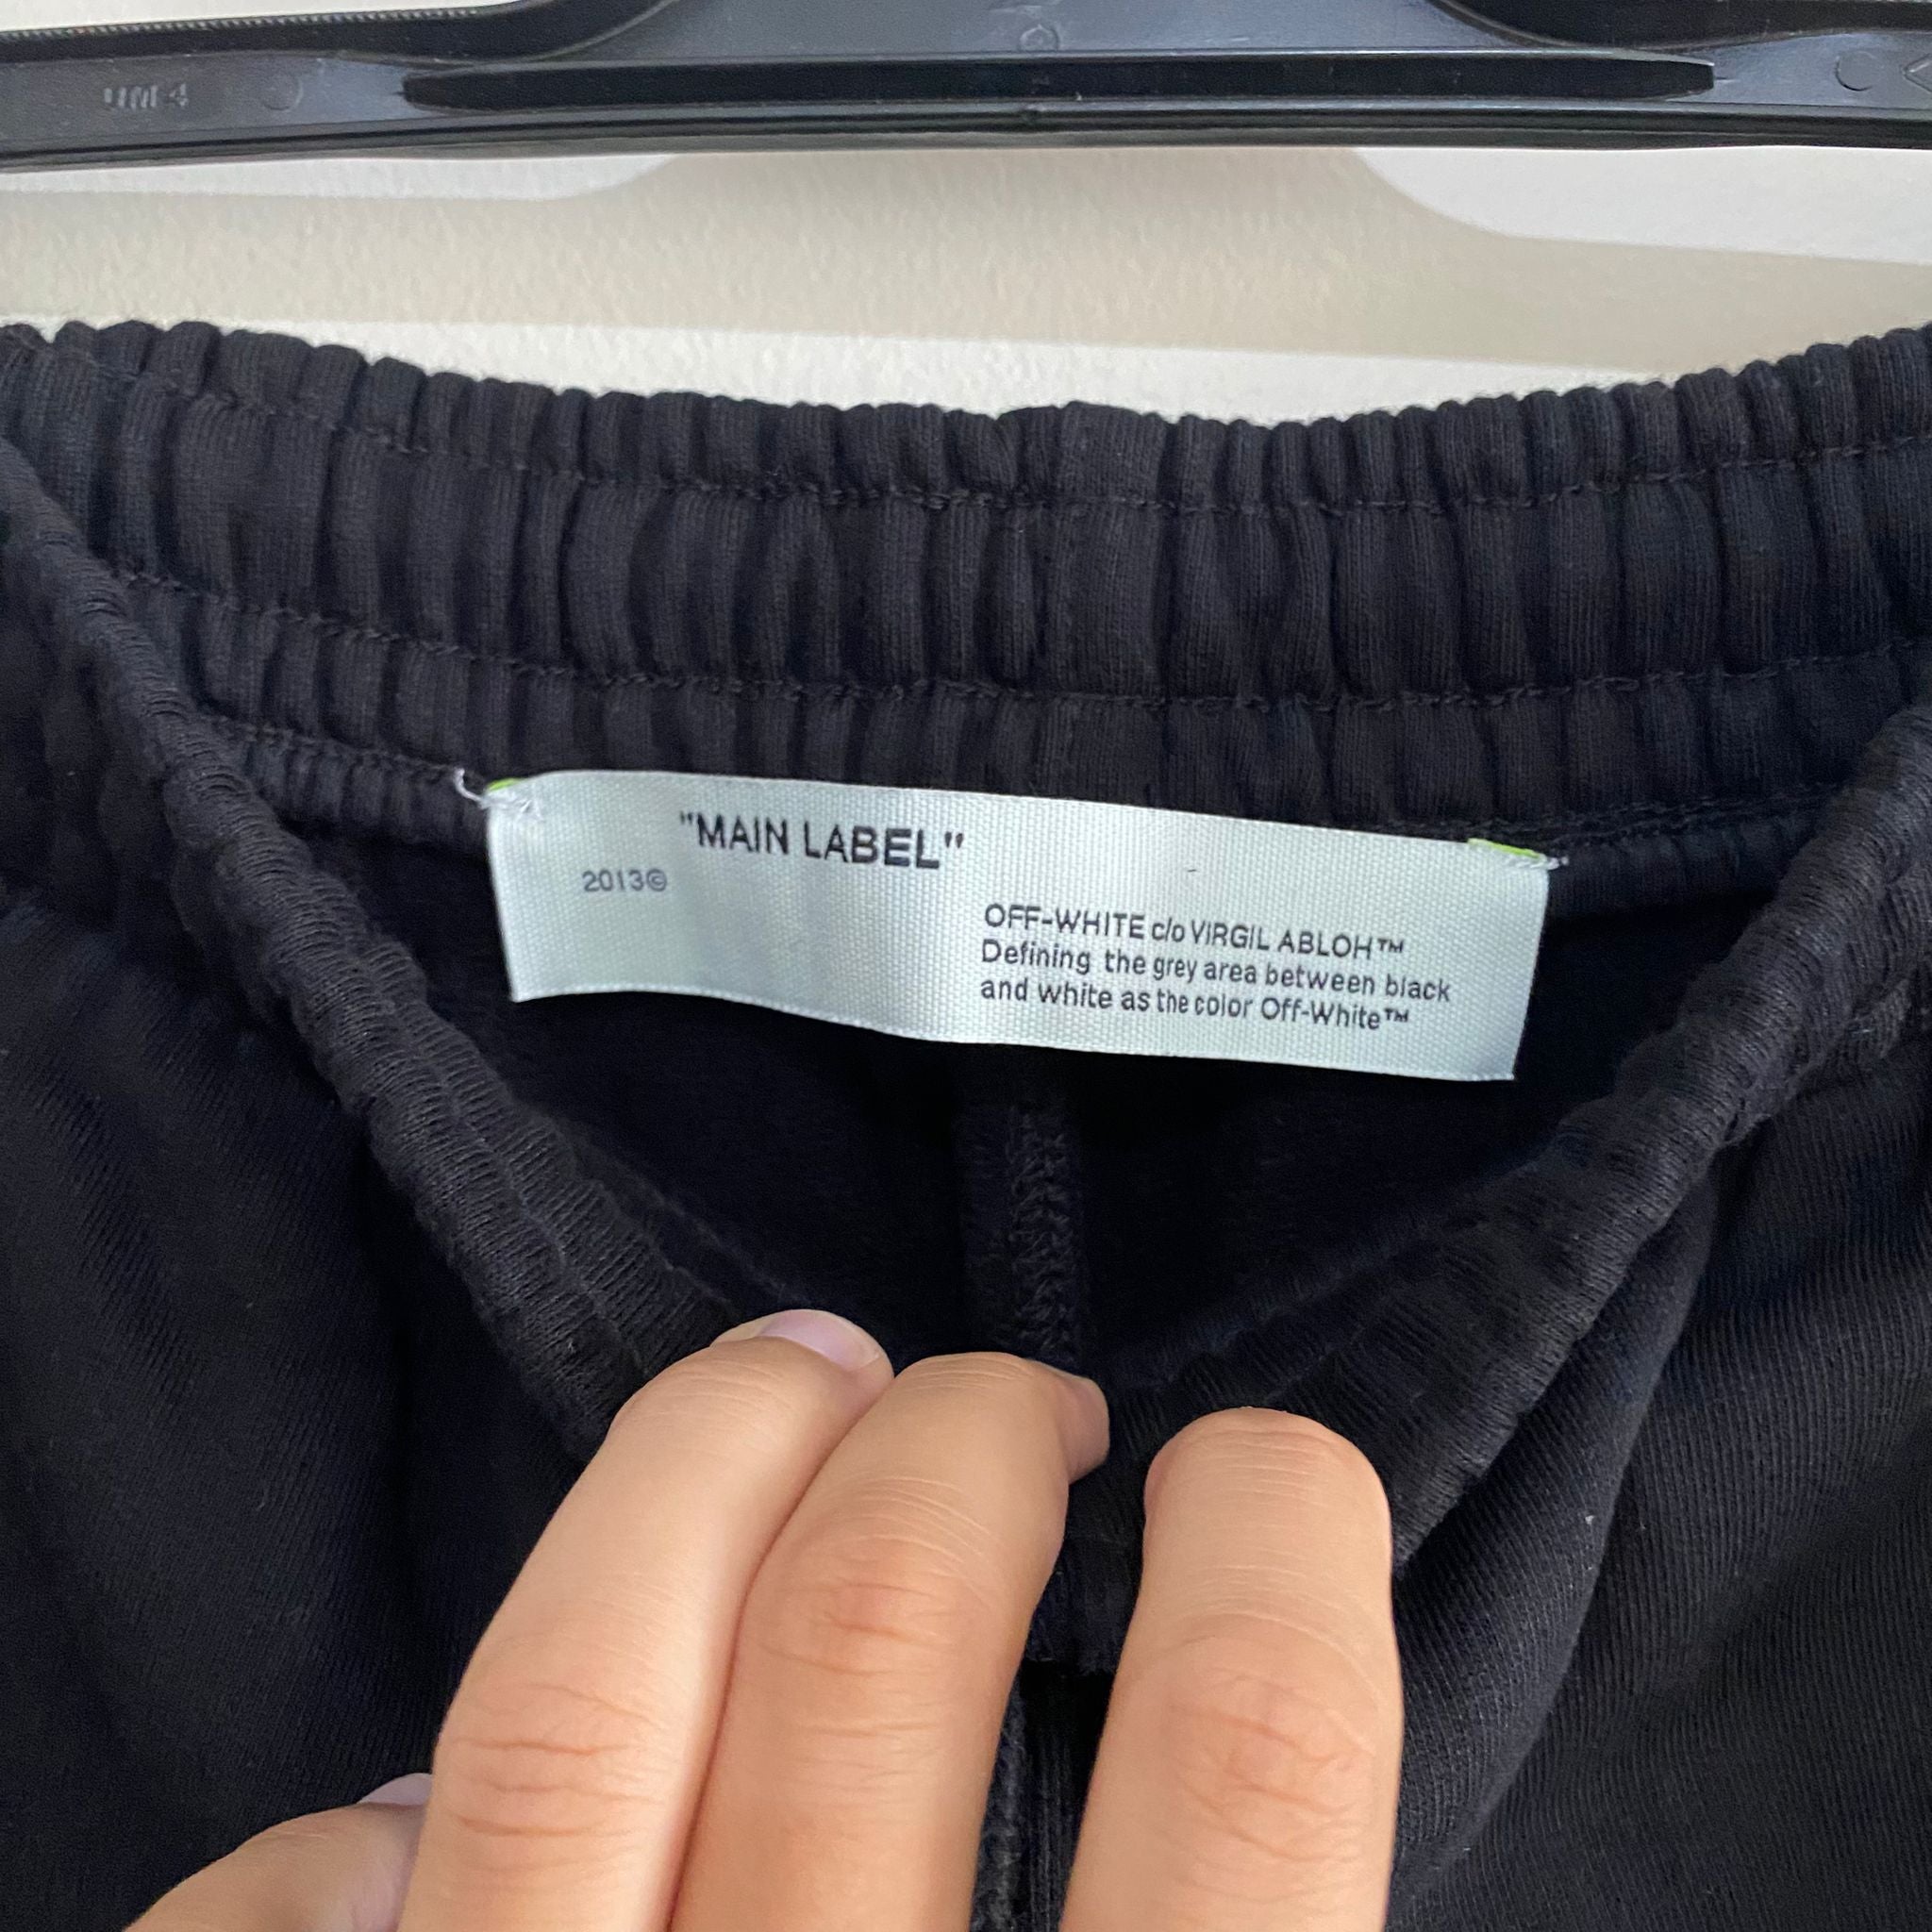 "MAIN LABEL"
2013©
OFF-WHITE c/o VIRGIL ABLOH™
Defining the grey area between black
and white as the color Off-White™